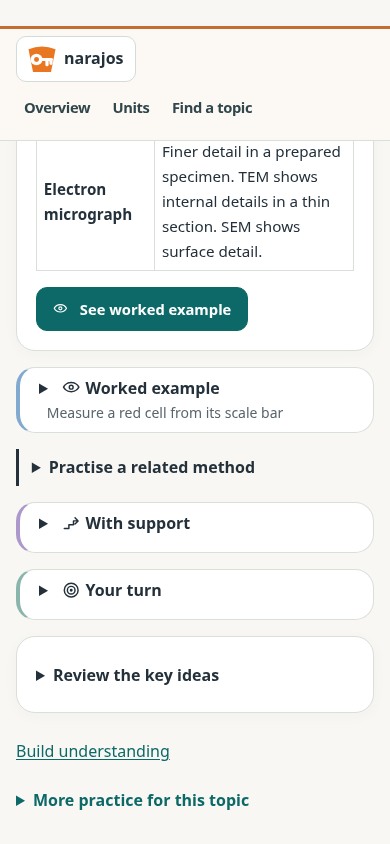 narajos
Overview Units Find a topic
Finer detail in a prepared
specimen. TEM shows
Electron
micrograph
internal details in a thin
section. SEM shows
surface detail.
See worked example
Worked example
Measure a red cell from its scale bar
Practise a related method
With support
Your turn
Review the key ideas
Build understanding
More practice for this topic